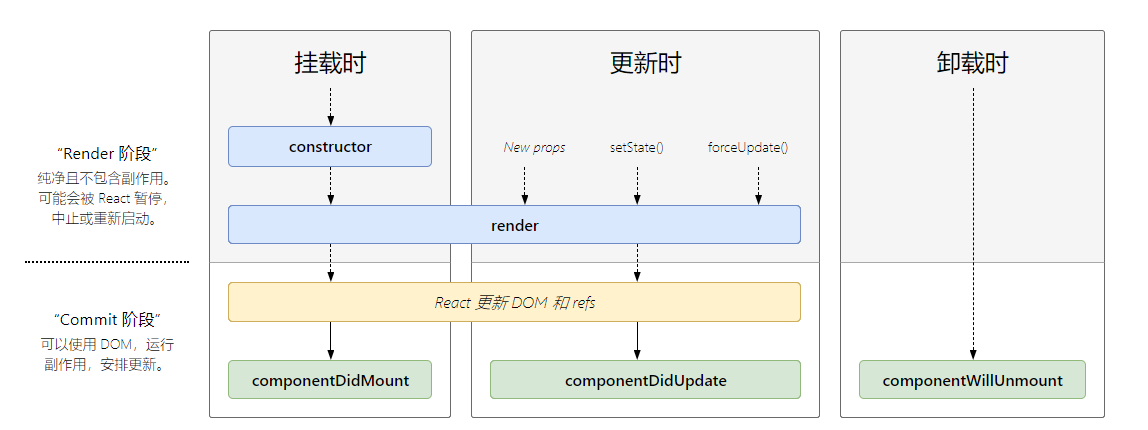 挂载时
更新时
卸载时
constructor
New props
setState()
forceUpdate()
“Render 阶段”
纯净且不包含副作用。
可能会被 React 暂停，
中止或重新启动。
render
React 更新 DOM 和 refs
“Commit 阶段”
可以使用 DOM，运行
副作用，安排更新。
componentDidMount
componentDidUpdate
componentWillUnmount